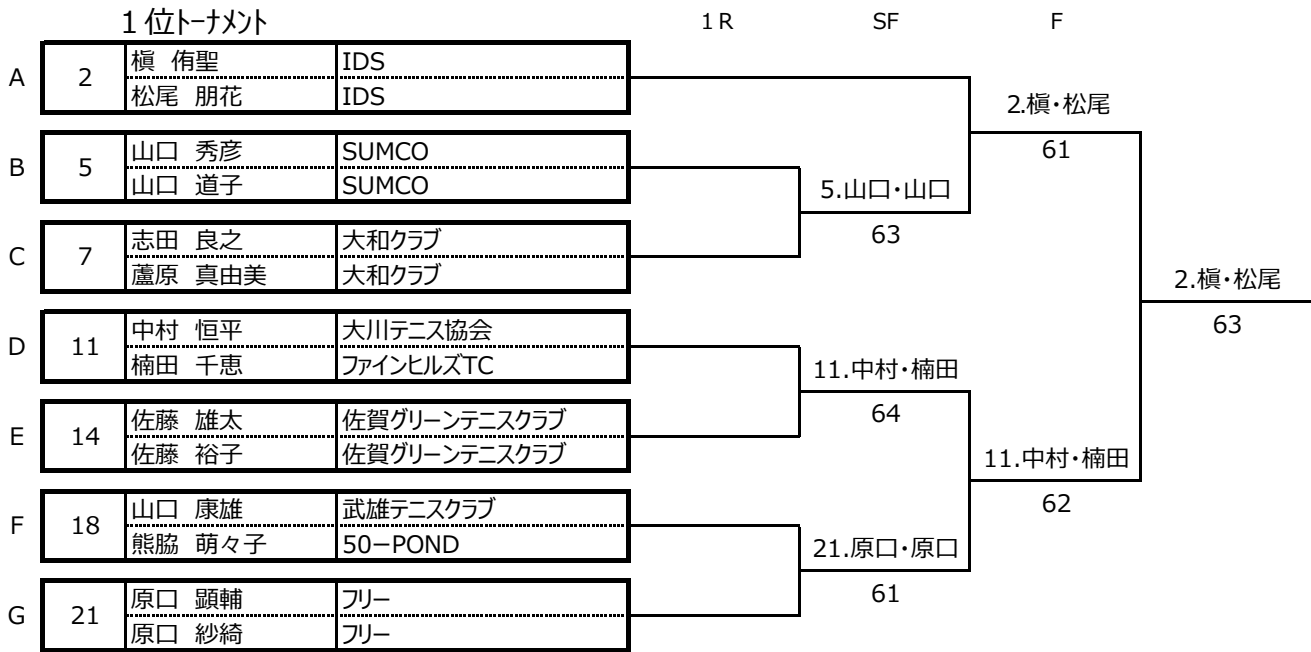 １位トーナメント 1R SF F
A 2 槇 侑聖 IDS
松尾 朋花 IDS
2.槇・松尾
61
B 5 山口 秀彦 SUMCO
山口 道子 SUMCO
5.山口・山口
63
C 7 志田 良之 大和クラブ
蘆原 真由美 大和クラブ
2.槇・松尾
63
D 11 中村 恒平 大川テニス協会
楠田 千恵 ファインヒルズTC
11.中村・楠田
64
E 14 佐藤 雄太 佐賀グリーンテニスクラブ
佐藤 裕子 佐賀グリーンテニスクラブ
11.中村・楠田
62
F 18 山口 康雄 武雄テニスクラブ
熊脇 萌々子 50−POND
21.原口・原口
61
G 21 原口 顕輔 フリー
原口 紗綺 フリー